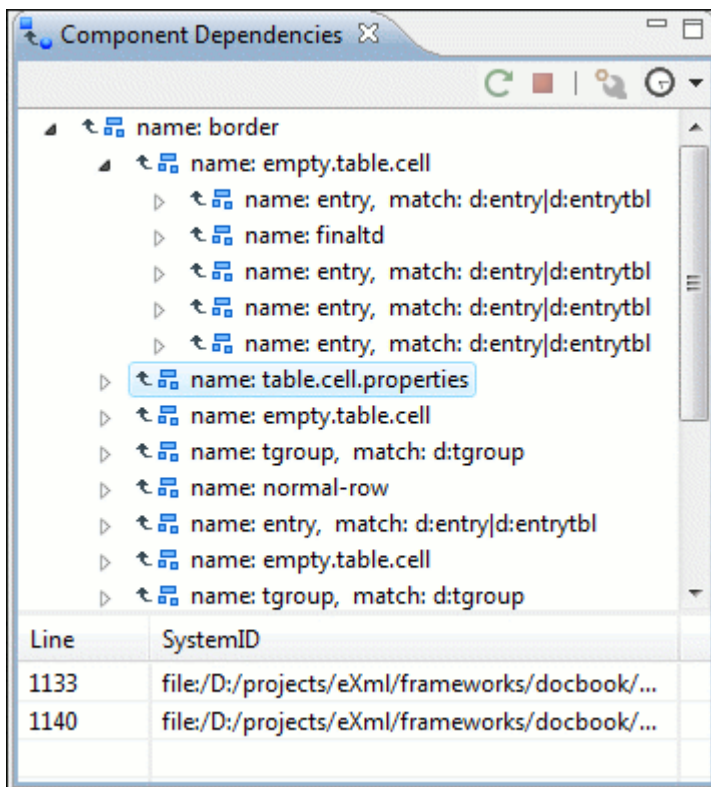 Component Dependencies
name: border
name: empty.table.cell
name: entry, match: d:entry|d:entrytbl
name: finaltd
name: entry, match: d:entry|d:entrytbl
name: entry, match: d:entry|d:entrytbl
name: entry, match: d:entry|d:entrytbl
name: table.cell.properties
name: empty.table.cell
name: tgroup, match: d:tgroup
name: normal-row
name: entry, match: d:entry|d:entrytbl
name: empty.table.cell
name: tgroup, match: d:tgroup
Line SystemID
1133 file:/D:/projects/eXml/frameworks/docbook/...
1140 file:/D:/projects/eXml/frameworks/docbook/...